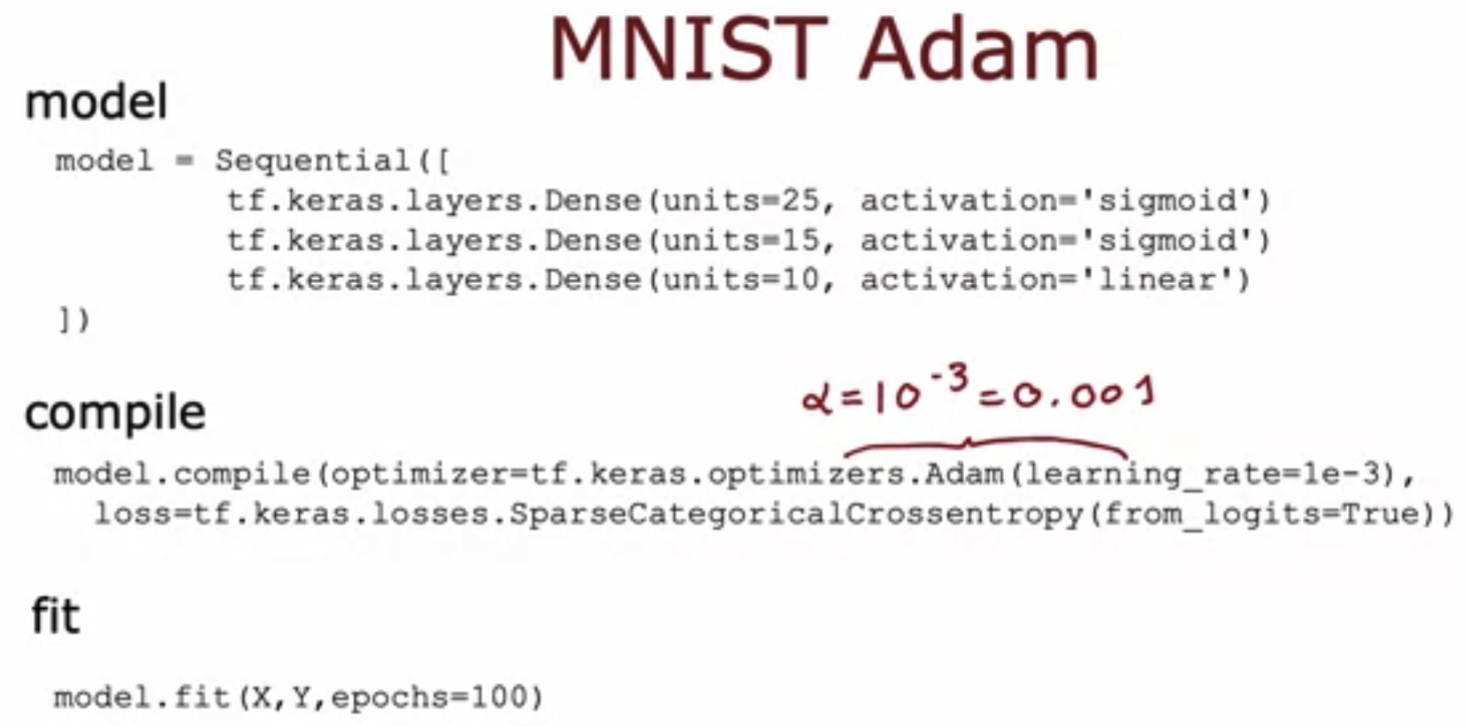 MNIST Adam
model
model = Sequential([
tf.keras.layers.Dense(units=25, activation='sigmoid')
tf.keras.layers.Dense(units=15, activation='sigmoid')
tf.keras.layers.Dense(units=10, activation='linear')
])
α=10⁻³=0.001
compile
model.compile(optimizer=tf.keras.optimizers.Adam(learning_rate=1e-3),
loss=tf.keras.losses.SparseCategoricalCrossentropy(from_logits=True))
fit
model.fit(X,Y,epochs=100)